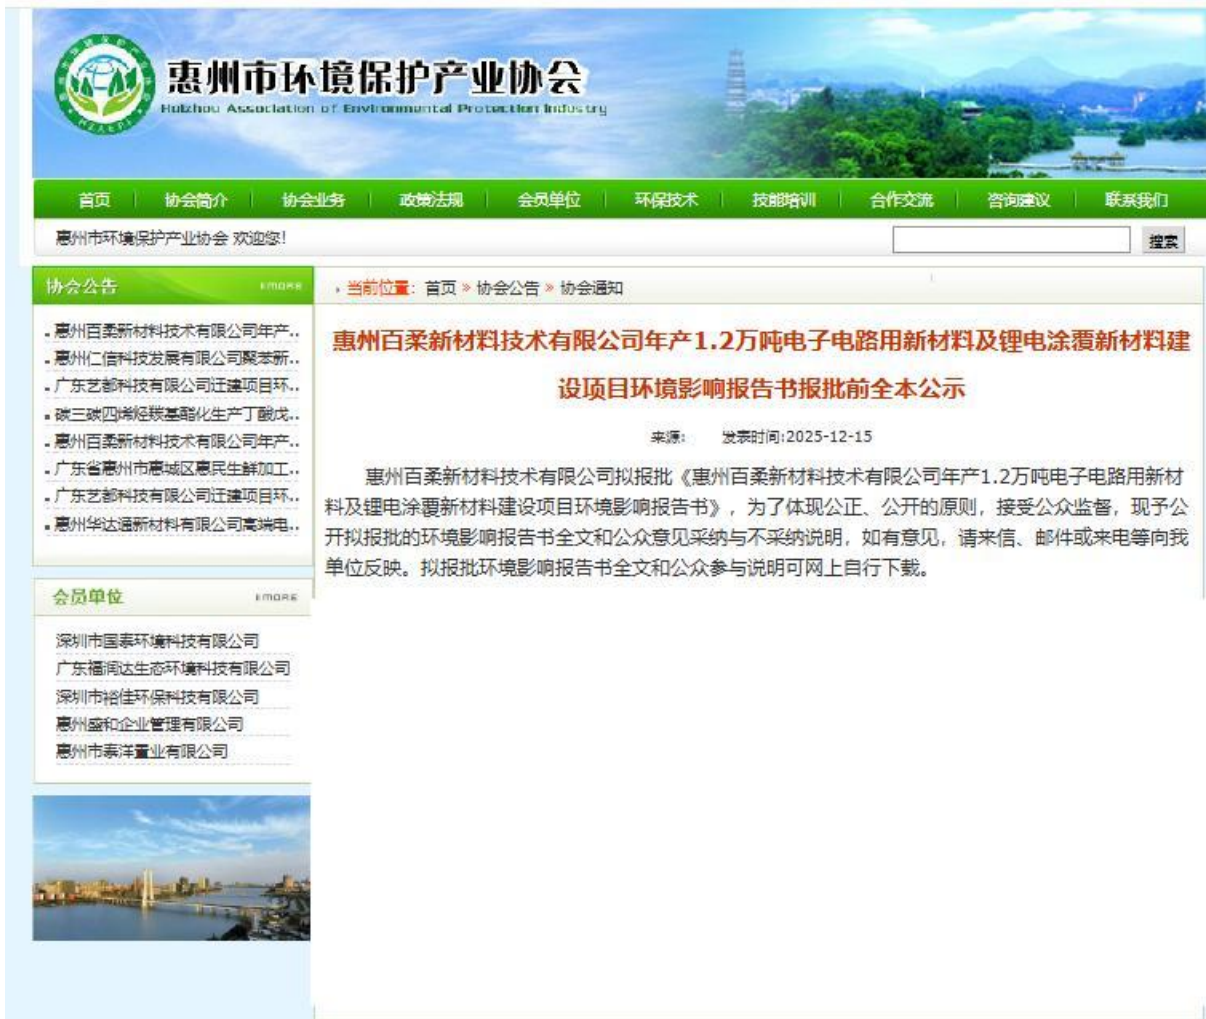 惠州市环境保护产业协会
Huizhou Association of Environmental Protection Industry
HZAEPI
首页 协会简介 协会业务 政策法规 会员单位 环保技术 技能培训 合作交流 咨询建议 联系我们
惠州市环境保护产业协会 欢迎您!
搜索
协会公告
MORE
.惠州百柔新材料技术有限公司年产..
.惠州仁信科技发展有限公司聚苯新..
.广东艺都科技有限公司迁建项目环..
.碳三碳四烯烃羰基酯化生产丁酸戊..
.惠州百柔新材料技术有限公司年产..
.广东省惠州市惠城区惠民生鲜加工..
.广东艺都科技有限公司迁建项目环..
.惠州华达通新材料有限公司高端电..
会员单位
MORE
深圳市国泰环境科技有限公司
广东福润达生态环境科技有限公司
深圳市裕佳环保科技有限公司
惠州盛和企业管理有限公司
惠州市泰洋置业有限公司
当前位置：首页 » 协会公告 » 协会通知
惠州百柔新材料技术有限公司年产1.2万吨电子电路用新材料及锂电涂覆新材料建
设项目环境影响报告书报批前全本公示
来源: 发表时间:2025-12-15
惠州百柔新材料技术有限公司拟报批《惠州百柔新材料技术有限公司年产1.2万吨电子电路用新材
料及锂电涂覆新材料建设项目环境影响报告书》，为了体现公正、公开的原则，接受公众监督，现予公
开拟报批的环境影响报告书全文和公众意见采纳与不采纳说明，如有意见，请来信、邮件或来电等向我
单位反映。拟报批环境影响报告书全文和公众参与说明可网上自行下载。